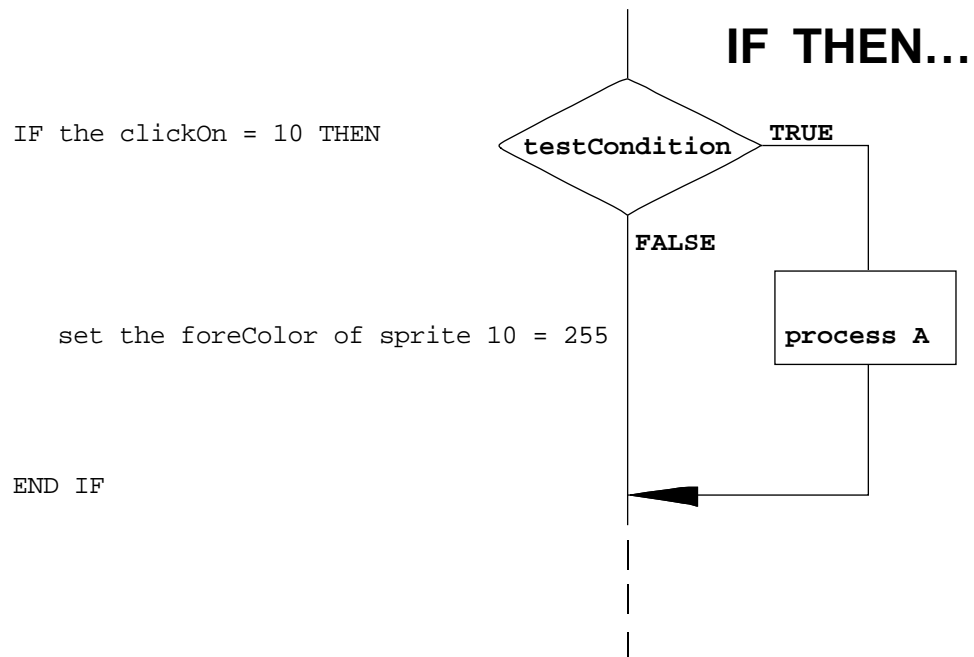 IF THEN...
IF the clickOn = 10 THEN
testCondition
TRUE
FALSE
set the foreColor of sprite 10 = 255
process A
END IF